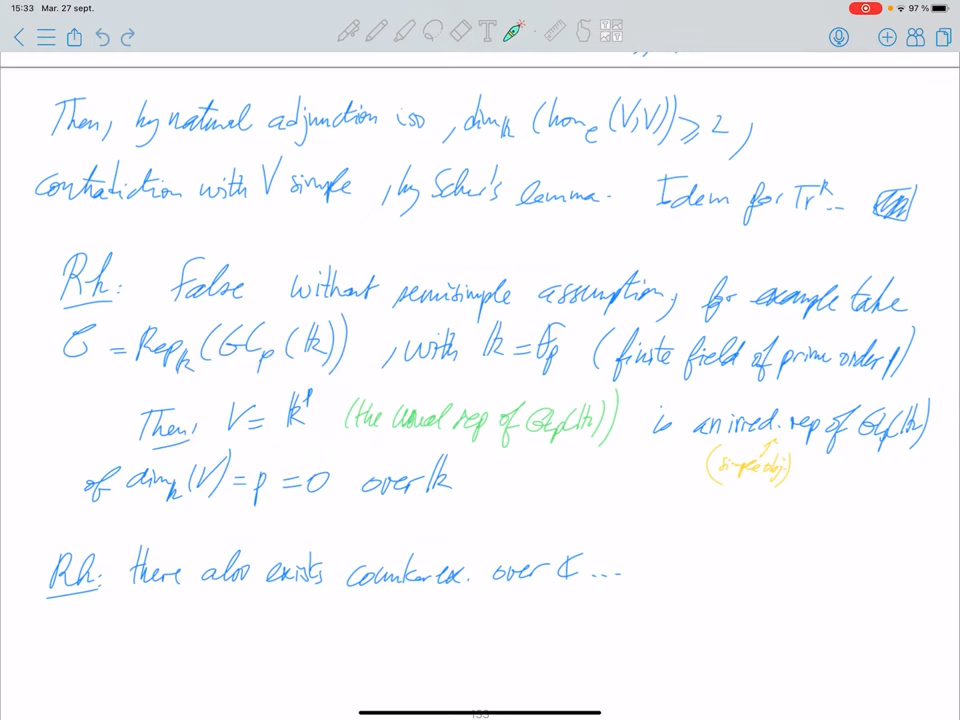 15:33 Mar. 27 sept. 97 %
Then, by natural adjunction iso, dim_k (hom_C (V,V)) ≥ 2,
contradiction with V simple, by Schur's lemma. Idem for Tr^R...
Rk: False without semisimple assumption, for example take
C = Rep_k (GL_p (k)), with k = F_p (finite field of prime order p)
Then, V = k^p (the usual rep of GL_p(k)) is an irred. rep of GL_p(k)
(simple obj)
of dim_k (V) = p = 0 over k
Rk: there also exists counterex. over ℂ ...
133